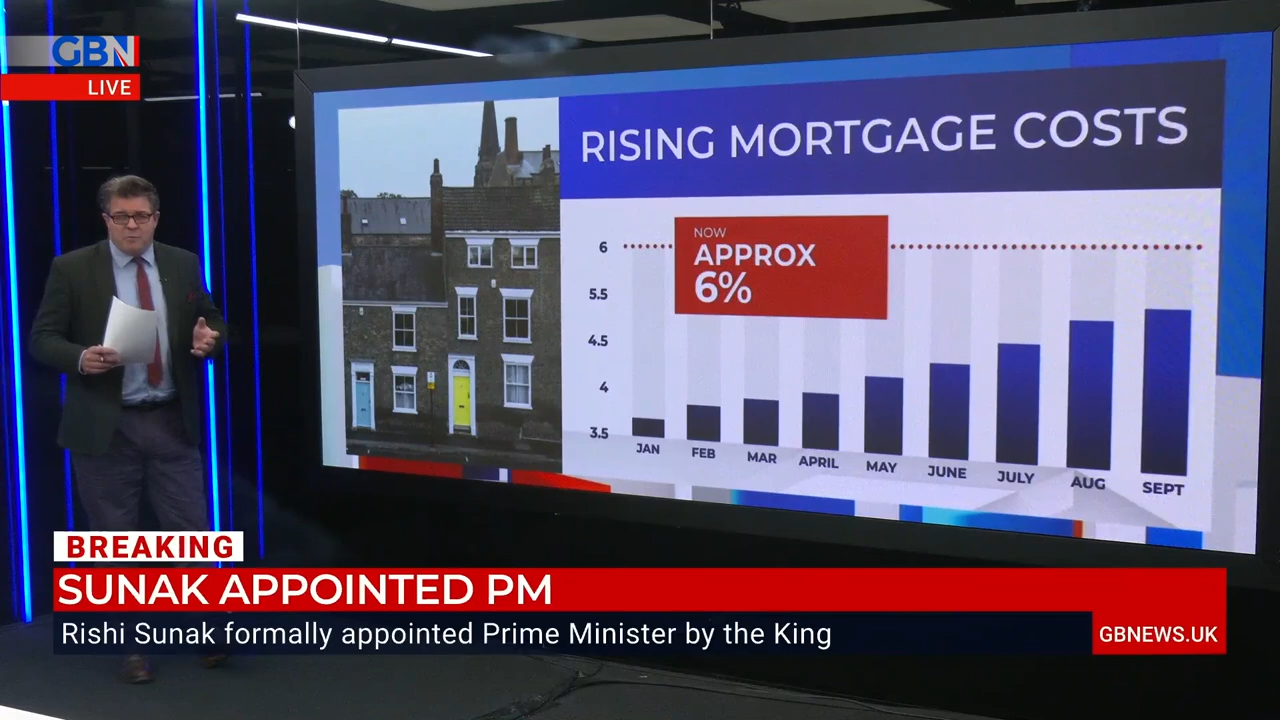 GBN
LIVE
RISING MORTGAGE COSTS
NOW
APPROX
6%
6
5.5
4.5
4
3.5
JAN FEB MAR APRIL MAY JUNE JULY AUG SEPT
BREAKING
SUNAK APPOINTED PM
Rishi Sunak formally appointed Prime Minister by the King
GBNEWS.UK